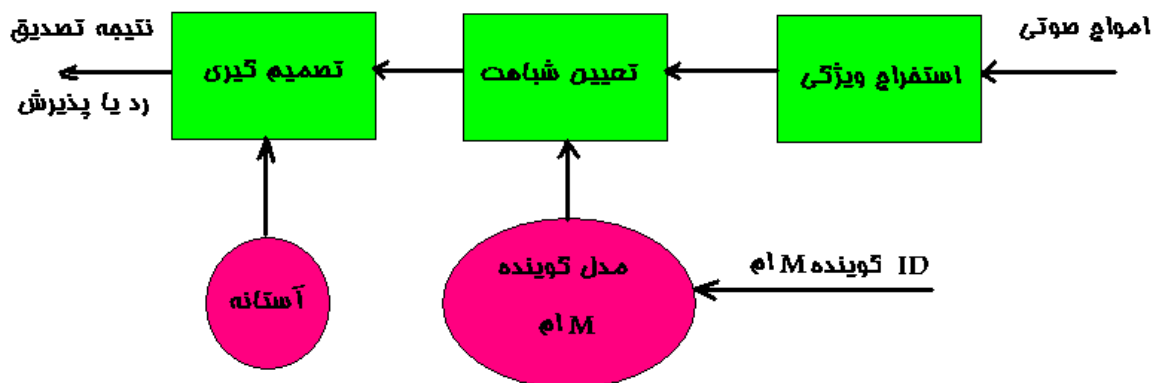 امواج صوتی
استخراج ویژگی
تعیین شباهت
تصمیم گیری
نتیجه تصدیق
رد یا پذیرش
ID گوینده M ام
مدل گوینده
M ام
آستانه